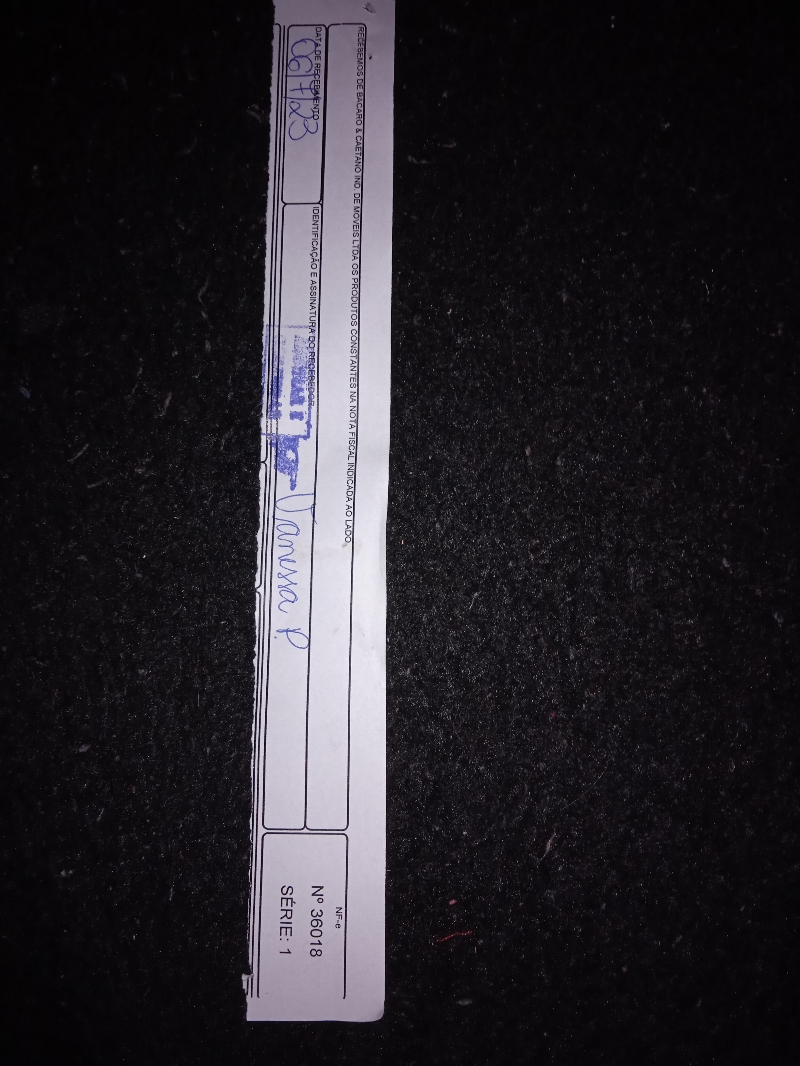 RECEBEMOS DE BACARO & CAETANO IND. DE MOVEIS LTDA OS PRODUTOS CONSTANTES NA NOTA FISCAL INDICADA AO LADO
DATA DE RECEBIMENTO
06/7/23
IDENTIFICAÇÃO E ASSINATURA DO RECEBEDOR
Vanessa P.
NF-e
Nº 36018
SÉRIE: 1